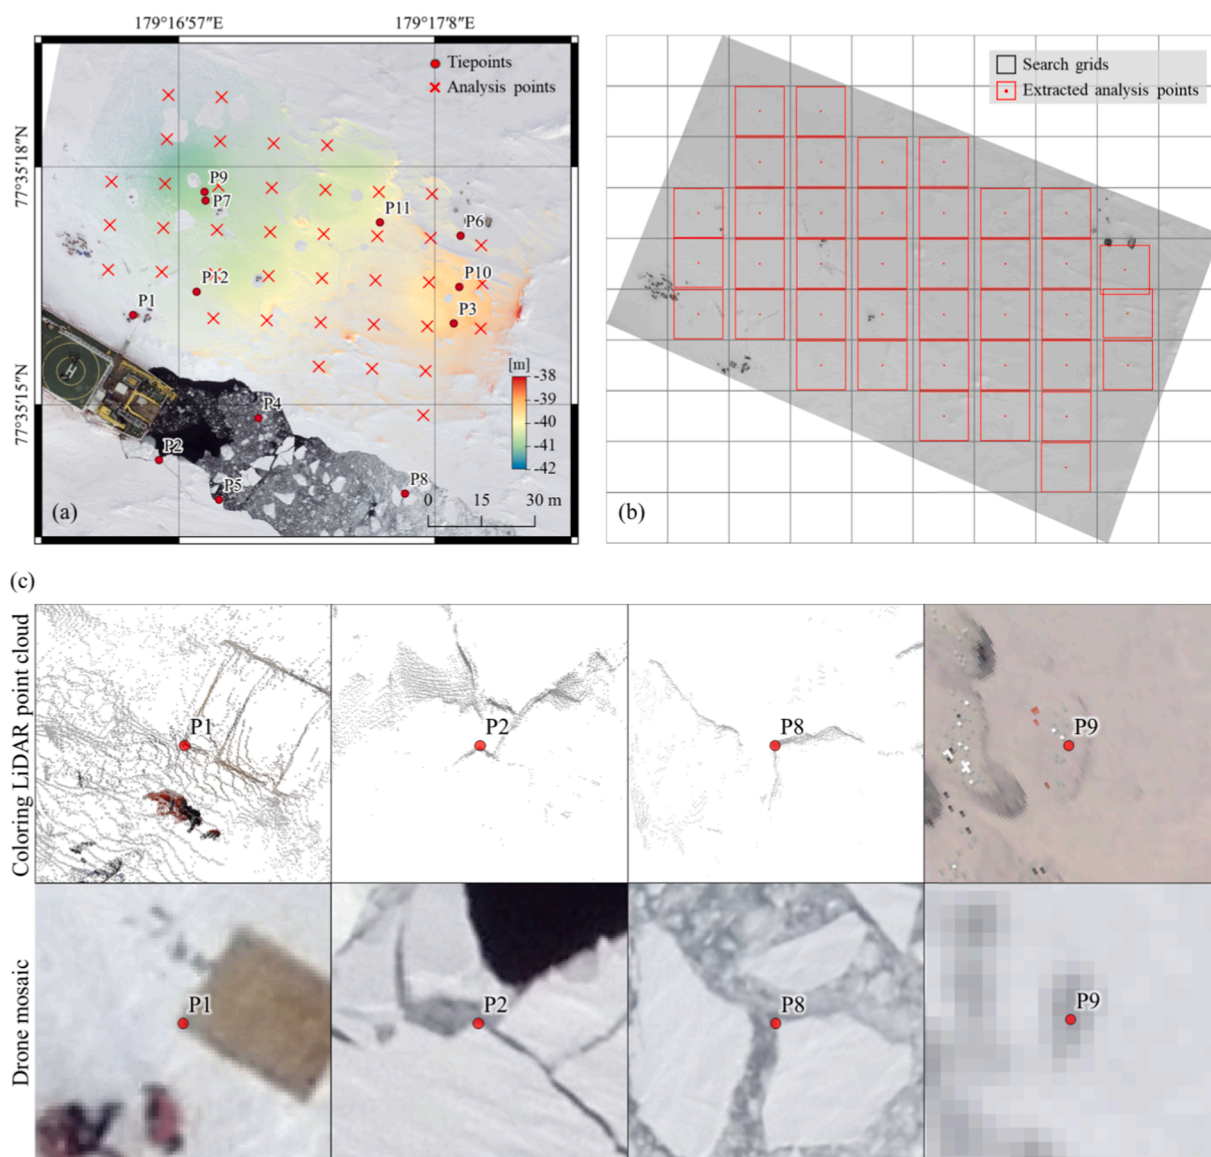 179°16′57″E
179°17′8″E
Tiepoints
Analysis points
77°35′18″N
77°35′15″N
P9
P7
P11
P6
P12
P10
P1
P3
[m]
-38
-39
-40
-41
-42
H
P4
P2
P5
P8
0
15
30 m
(a)
Search grids
Extracted analysis points
(b)
(c)
Coloring LiDAR point cloud
P1
P2
P8
P9
Drone mosaic
P1
P2
P8
P9